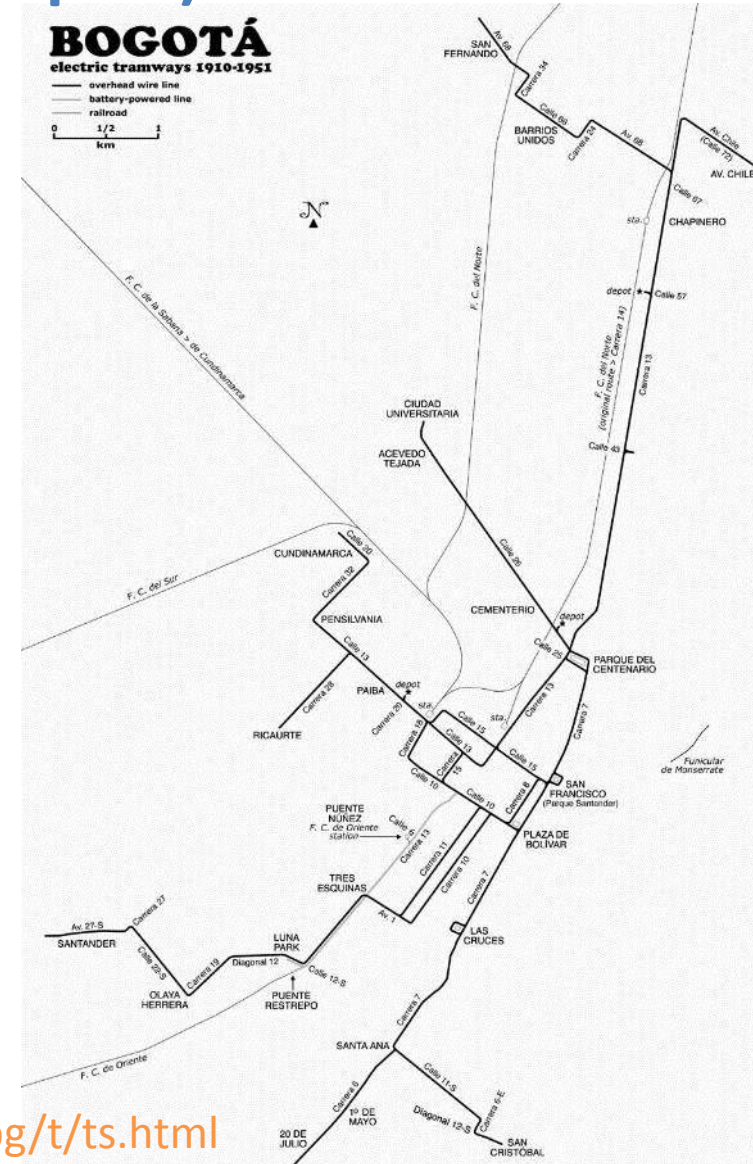 BOGOTÁ
electric tramways 1910-1951
overhead wire line
battery-powered line
railroad
0 1/2 1
km
N
SAN
FERNANDO
Av. 68
Carrera 34
Calle 66
BARRIOS
UNIDOS
Carrera 24
Av. 68
Av. Chile
(Calle 72)
AV. CHILE
Calle 67
sta.
CHAPINERO
depot
Calle 57
F. C. del Norte
F. C. del Norte
(original route > Carrera 14)
Carrera 13
F. C. de la Sabana > de Cundinamarca
CIUDAD
UNIVERSITARIA
ACEVEDO
TEJADA
Calle 43
Calle 26
CUNDINAMARCA
Calle 20
Carrera 32
F. C. del Sur
CEMENTERIO
depot
PENSILVANIA
Calle 25
PARQUE DEL
CENTENARIO
Calle 13
Carrera 28
PAIBA
depot
sta.
Carrera 20
RICAURTE
Carrera 18
Calle 15
Calle 13
sta.
Carrera 13
Carrera 7
Carrera
15
Calle 15
Calle 10
Calle 10
Carrera 8
SAN
FRANCISCO
(Parque Santander)
Funicular
de Monserrate
PUENTE
NÚÑEZ
F. C. de Oriente
station
Calle 6
Carrera 13
Carrera 11
Carrera 10
PLAZA DE
BOLÍVAR
TRES
ESQUINAS
Av. 1
Carrera 7
Av. 27-S
Carrera 27
SANTANDER
LUNA
PARK
LAS
CRUCES
Calle 22-S
Carrera 19
Diagonal 12
Calle 12-S
OLAYA
HERRERA
PUENTE
RESTREPO
Carrera 7
F. C. de Oriente
SANTA ANA
Calle 11-S
Carrera 6
1º DE
MAYO
Diagonal 12-S
Carrera 6-E
20 DE
JULIO
SAN
CRISTÓBAL
g/t/ts.html